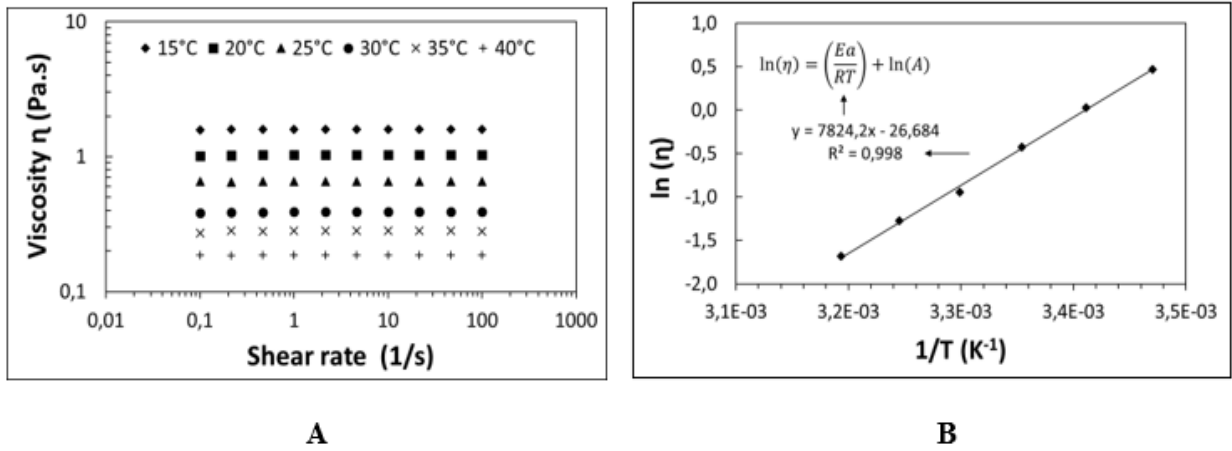 10,
1
0,1
0,01 0,1 1 10 100 1000
Viscosity η (Pa.s)
Shear rate (1/s)
15°C 20°C 25°C 30°C 35°C 40°C
A
1,0
0,5
0,0
-0,5
-1,0
-1,5
-2,0
3,1E-03 3,2E-03 3,3E-03 3,4E-03 3,5E-03
ln (η)
1/T (K⁻¹)
ln(η) = (Ea/RT) + ln(A)
y = 7824,2x - 26,684
R² = 0,998
B